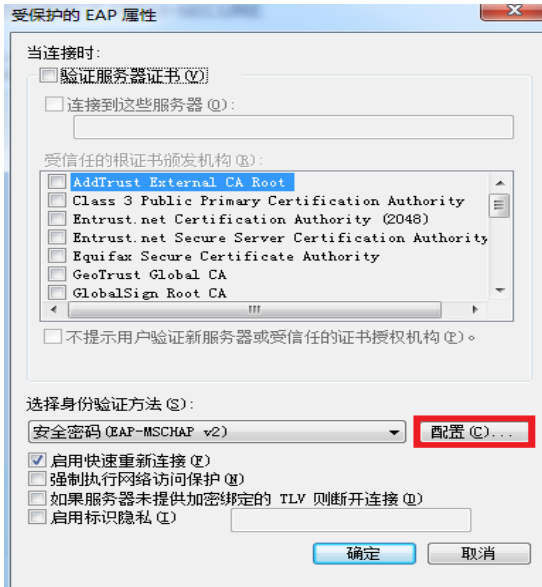 受保护的 EAP 属性
当连接时:
验证服务器证书(V)
连接到这些服务器(O):
受信任的根证书颁发机构(R):
AddTrust External CA Root
Class 3 Public Primary Certification Authority
Entrust.net Certification Authority (2048)
Entrust.net Secure Server Certification Authority
Equifax Secure Certificate Authority
GeoTrust Global CA
GlobalSign Root CA
不提示用户验证新服务器或受信任的证书授权机构(P)。
选择身份验证方法(S):
安全密码(EAP-MSCHAP v2)
配置(C)...
启用快速重新连接(F)
强制执行网络访问保护(N)
如果服务器未提供加密绑定的 TLV 则断开连接(D)
启用标识隐私(I)
确定
取消